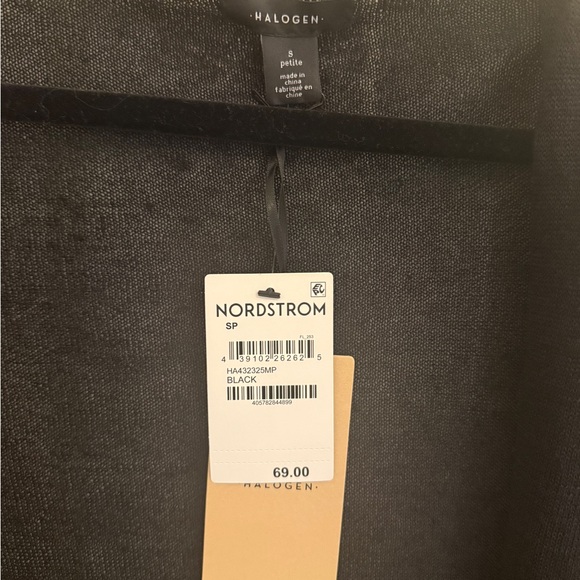 ·HALOGEN·
S
petite
made in
china
fabriqué en
chine
NORDSTROM
SP
4 39102 26262 5
HA432325MP
BLACK
405782844899
69.00
HALOGEN·